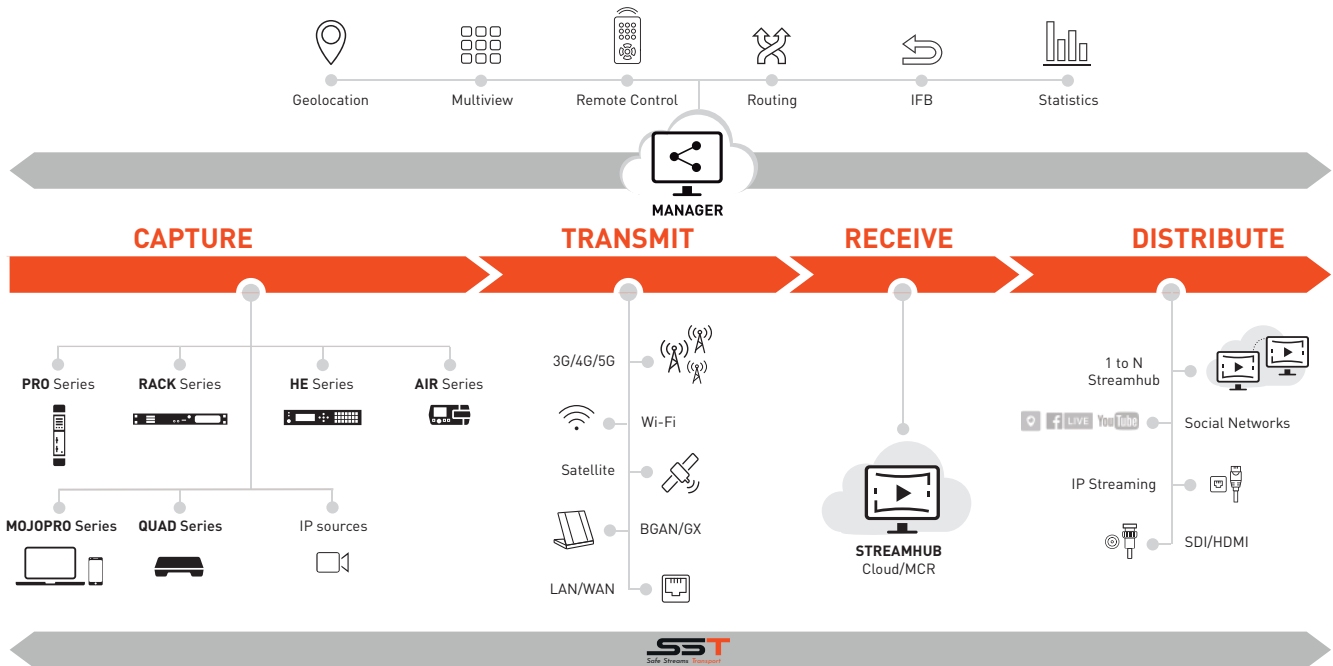 Geolocation
Multiview
Remote Control
Routing
IFB
Statistics
MANAGER
CAPTURE
TRANSMIT
RECEIVE
DISTRIBUTE
PRO Series
RACK Series
HE Series
AIR Series
MOJOPRO Series
QUAD Series
IP sources
3G/4G/5G
Wi-Fi
Satellite
BGAN/GX
LAN/WAN
STREAMHUB
Cloud/MCR
1 to N
Streamhub
f LIVE YouTube
Social Networks
IP Streaming
SDI/HDMI
SST
Safe Streams Transport